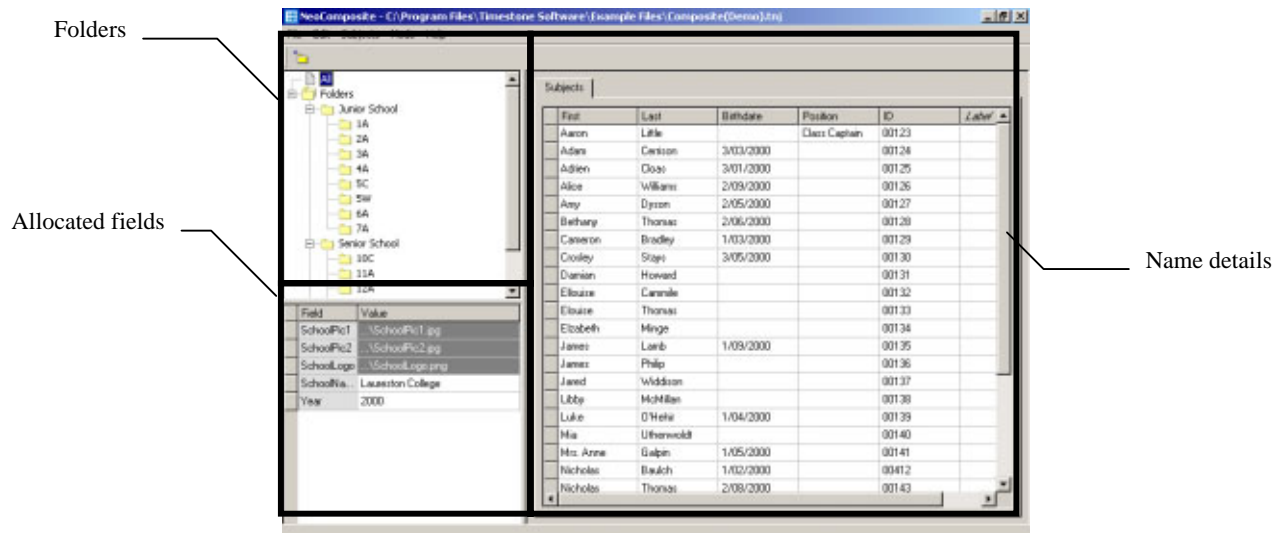 NeoComposite - C:\Program Files\Timestone Software\Example Files\Composite(Demo).tnj
Folders
All
Folders
Junior School
1A
2A
3A
4A
5C
5W
6A
7A
Senior School
10C
11A
12A
Allocated fields
Field Value
SchoolPic1 ...\SchoolPic1.jpg
SchoolPic2 ...\SchoolPic2.jpg
SchoolLogo ...\SchoolLogo.png
SchoolNa... Laureston College
Year 2000
Subjects
First Last Birthdate Position ID Label
Aaron Little Class Captain 00123
Adam 3/03/2000 00124
Adrien Cloas 3/01/2000 00125
Alice Williams 2/09/2000 00126
Amy Dyson 2/05/2000 00127
Bethany Thomas 2/06/2000 00128
Cameron Bradley 1/03/2000 00129
Crosley Stays 3/05/2000 00130
Damian Howard 00131
Ellouise Cammile 00132
Elouise Thomas 00133
Elizabeth Minge 00134
James Lamb 1/09/2000 00135
James Philip 00136
Jared Widdison 00137
Libby McMillan 00138
Luke O'Hehir 1/04/2000 00139
Mia Uthenwoldt 00140
Mrs. Anne Galpin 1/05/2000 00141
Nicholas Baulch 1/02/2000 00412
Nicholas Thomas 2/08/2000 00143
Name details